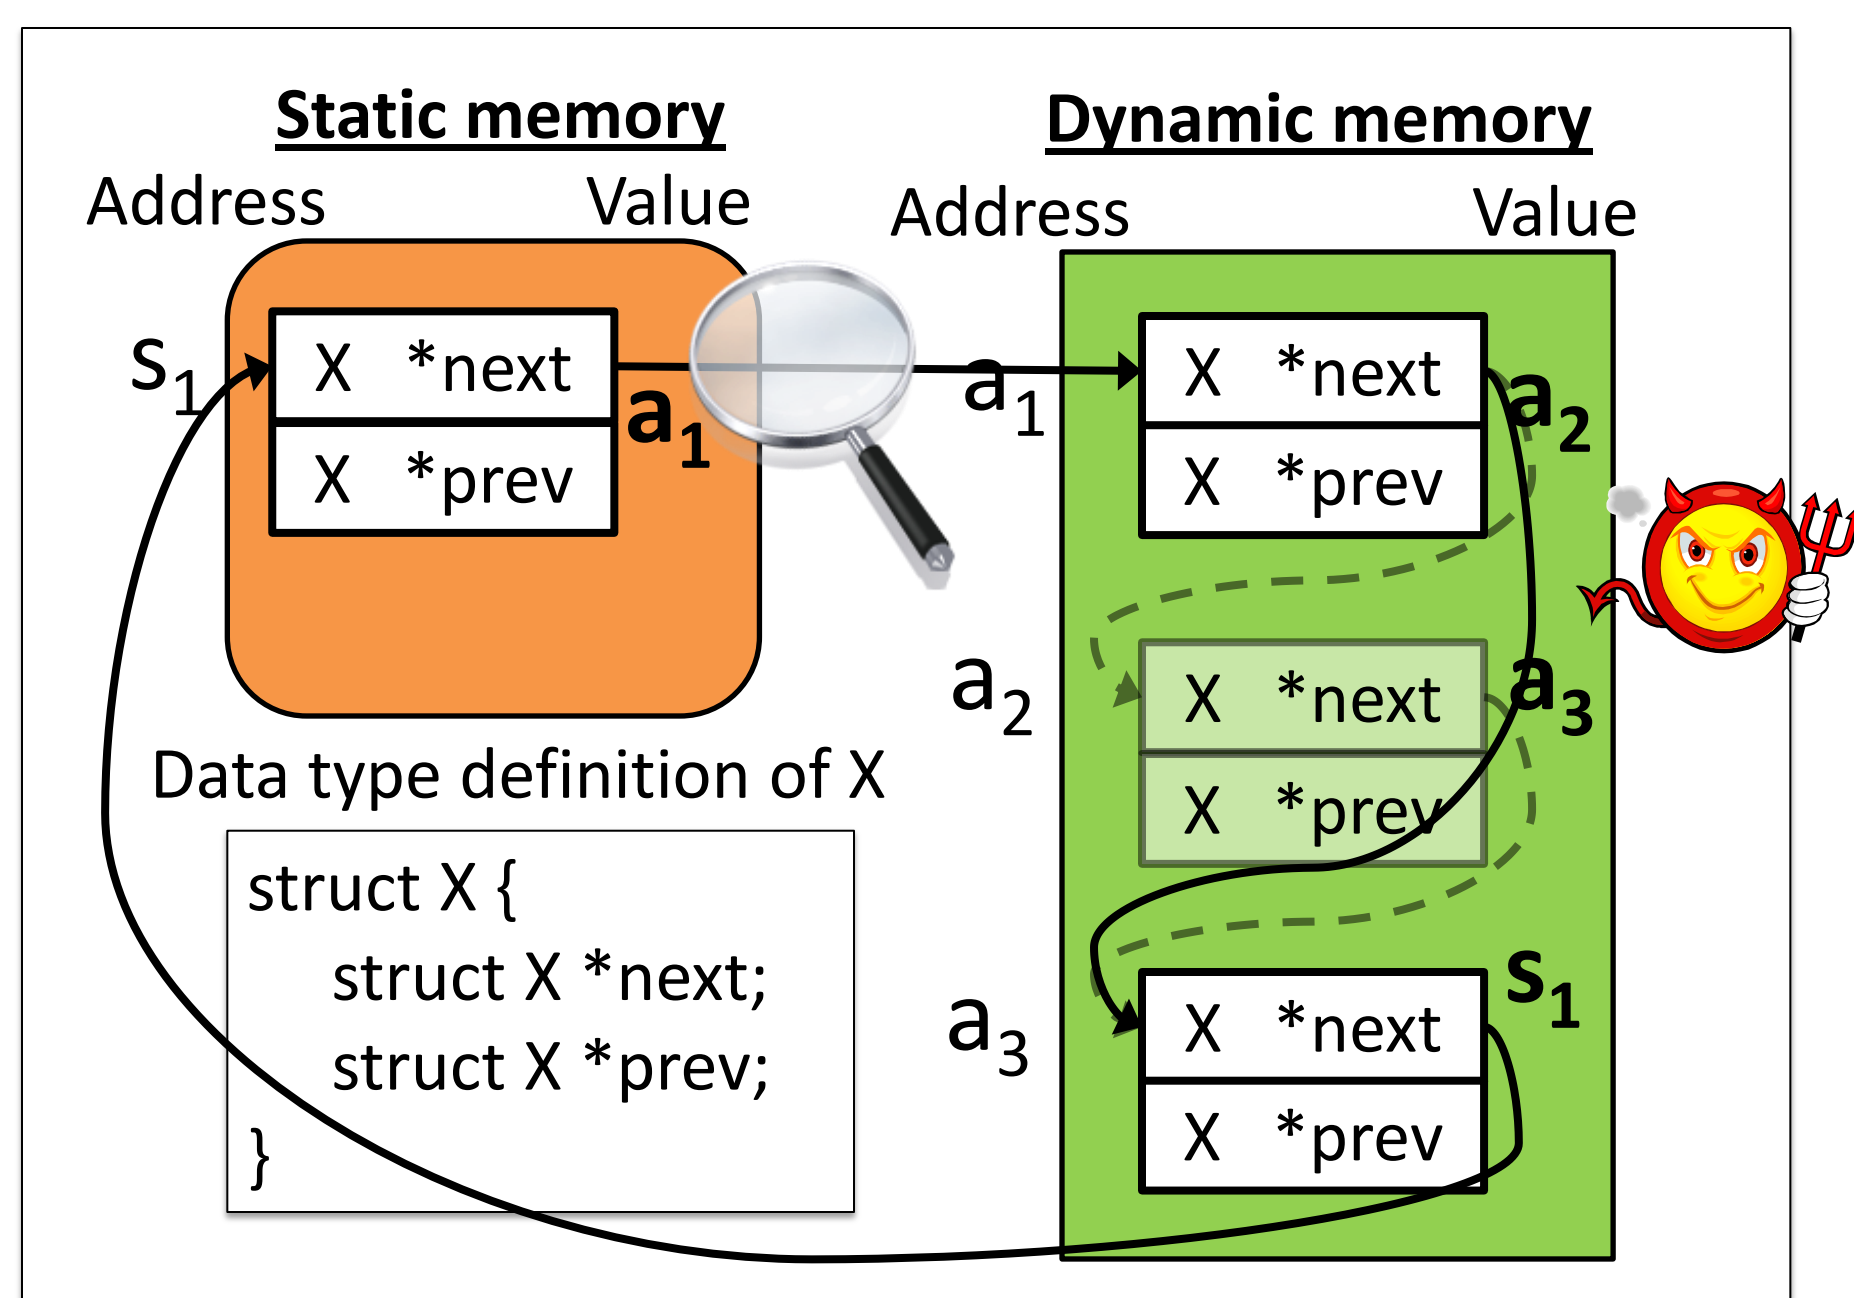 Static memory
Address Value
s1
X *next
a1
X *prev
Data type definition of X
struct X {
struct X *next;
struct X *prev;
}
Dynamic memory
Address Value
a1
X *next
a2
X *prev
a2
X *next
a3
X *prev
a3
X *next
s1
X *prev